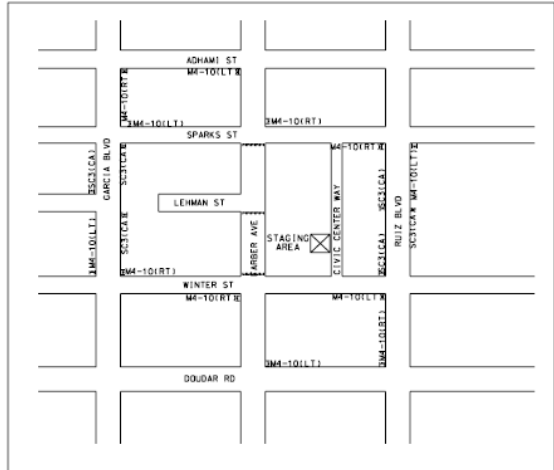 ADHAMI ST
M4-10(LT)
M4-10(RT)
M4-10(LT)
M4-10(RT)
SPARKS ST
GARCIA BLVD
SC3(CA)
SC3(CA)
M4-10(RT)
SC3(CA)
M4-10(LT)
LEHMAN ST
STAGING
AREA
CIVIC CENTER WAY
RUIZ BLVD
SC3(CA)
M4-10(LT)
SC3(CA)
SC3(CA)
M4-10(LT)
M4-10(RT)
WINTER ST
M4-10(RT)
M4-10(LT)
M4-10(RT)
M4-10(LT)
DOUDAR RD